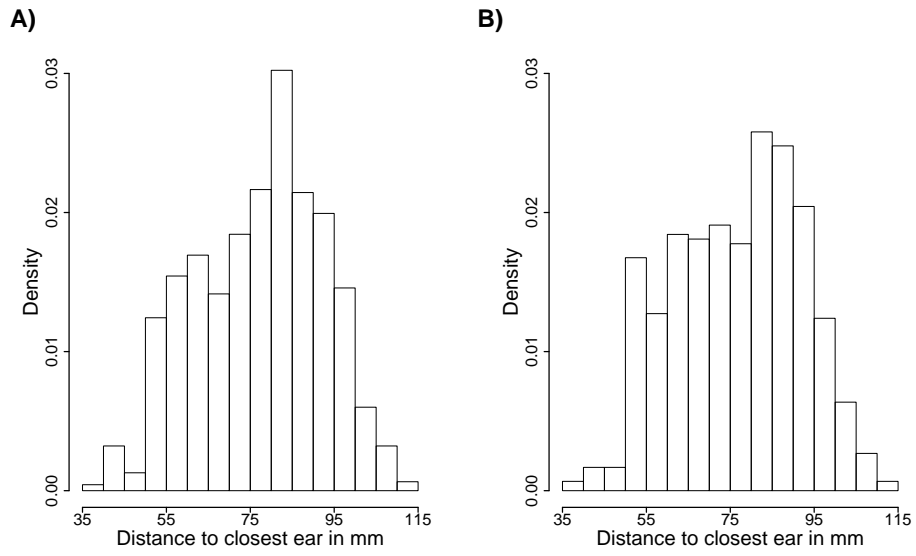 A)
0.03
0.02
0.01
0.00
Density
35 55 75 95 115
Distance to closest ear in mm
B)
0.03
0.02
0.01
0.00
Density
35 55 75 95 115
Distance to closest ear in mm